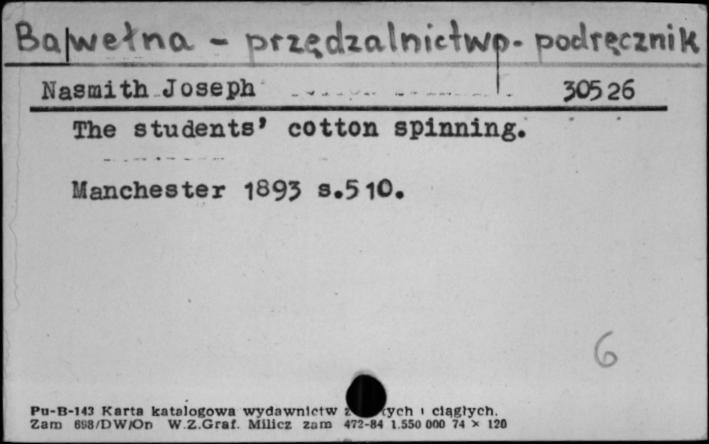 Bawełna - przędzalnictwo - podręcznik
Nasmith Joseph 30526
The students' cotton spinning.
Manchester 1893 s.510.
6
Pu-B-143 Karta katalogowa wydawnictw i ciągłych.
Zam 698/DW/On W.Z.Graf. Milicz zam 472-84 1.550 000 74 × 120